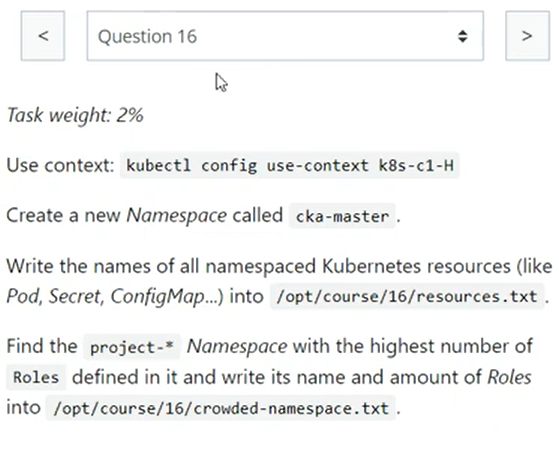 < Question 16 >
Task weight: 2%
Use context: kubectl config use-context k8s-c1-H
Create a new Namespace called cka-master .
Write the names of all namespaced Kubernetes resources (like
Pod, Secret, ConfigMap...) into /opt/course/16/resources.txt .
Find the project-* Namespace with the highest number of
Roles defined in it and write its name and amount of Roles
into /opt/course/16/crowded-namespace.txt .